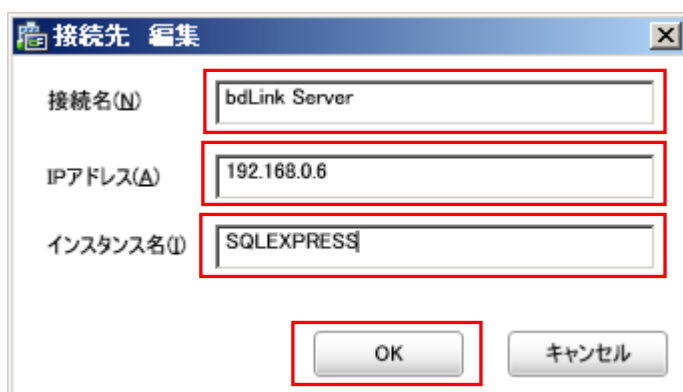 接続先 編集
接続名(N) bdLink Server
IPアドレス(A) 192.168.0.6
インスタンス名(I) SQLEXPRESS
OK キャンセル